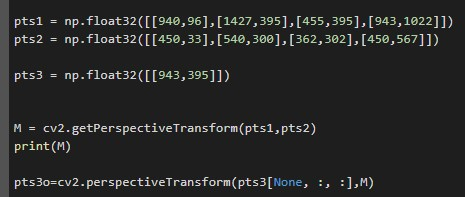 pts1 = np.float32([[940,96],[1427,395],[455,395],[943,1022]])
pts2 = np.float32([[450,33],[540,300],[362,302],[450,567]])
pts3 = np.float32([[943,395]])
M = cv2.getPerspectiveTransform(pts1,pts2)
print(M)
pts3o=cv2.perspectiveTransform(pts3[None, :, :],M)